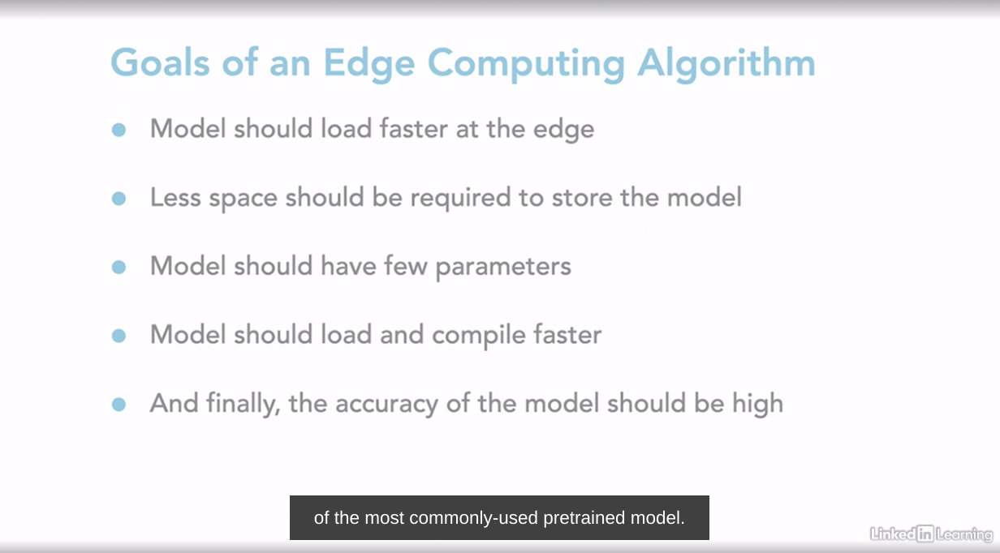 Goals of an Edge Computing Algorithm
Model should load faster at the edge
Less space should be required to store the model
Model should have few parameters
Model should load and compile faster
And finally, the accuracy of the model should be high
of the most commonly-used pretrained model.
Linked in Learning